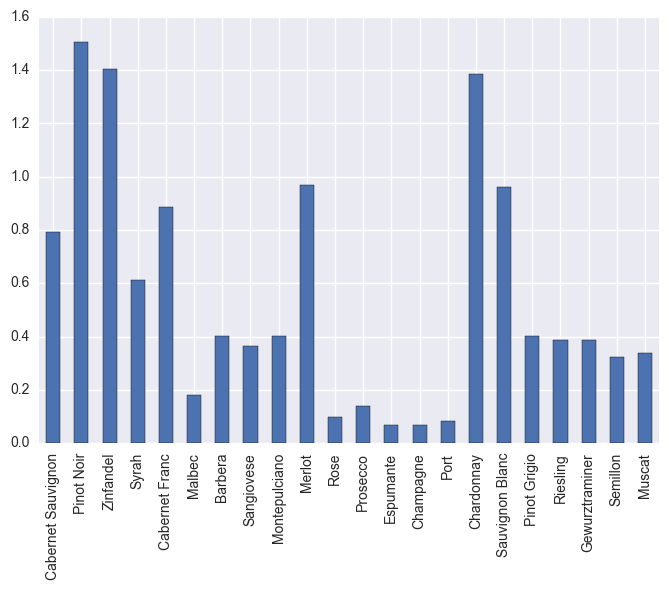 1.6
1.4
1.2
1.0
0.8
0.6
0.4
0.2
0.0
Cabernet Sauvignon
Pinot Noir
Zinfandel
Syrah
Cabernet Franc
Malbec
Barbera
Sangiovese
Montepulciano
Merlot
Rose
Prosecco
Espumante
Champagne
Port
Chardonnay
Sauvignon Blanc
Pinot Grigio
Riesling
Gewurztraminer
Semillon
Muscat